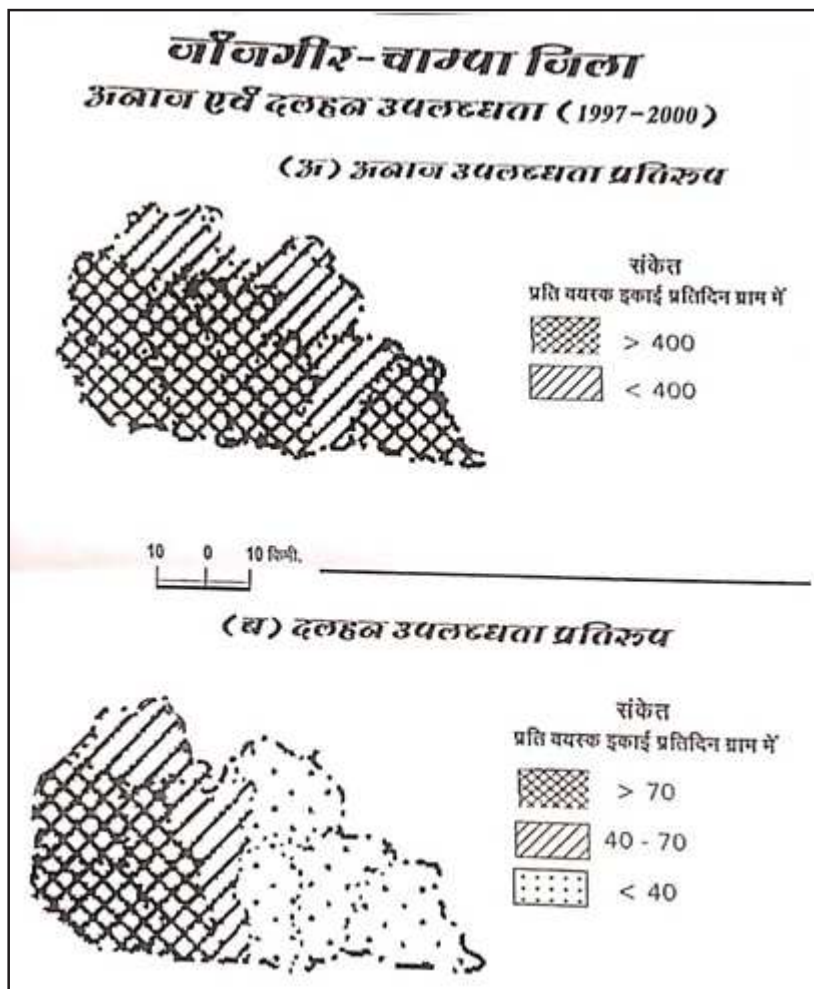 जाँजगीर-चाम्पा जिला
अनाज एवँ दलहन उपलब्धता (1997-2000)
(अ) अनाज उपलब्धता प्रतिरूप
संकेत
प्रति वयस्क इकाई प्रतिदिन ग्राम में
> 400
< 400
10 0 10 किमी.
(ब) दलहन उपलब्धता प्रतिरूप
संकेत
प्रति वयस्क इकाई प्रतिदिन ग्राम में
> 70
40 - 70
< 40